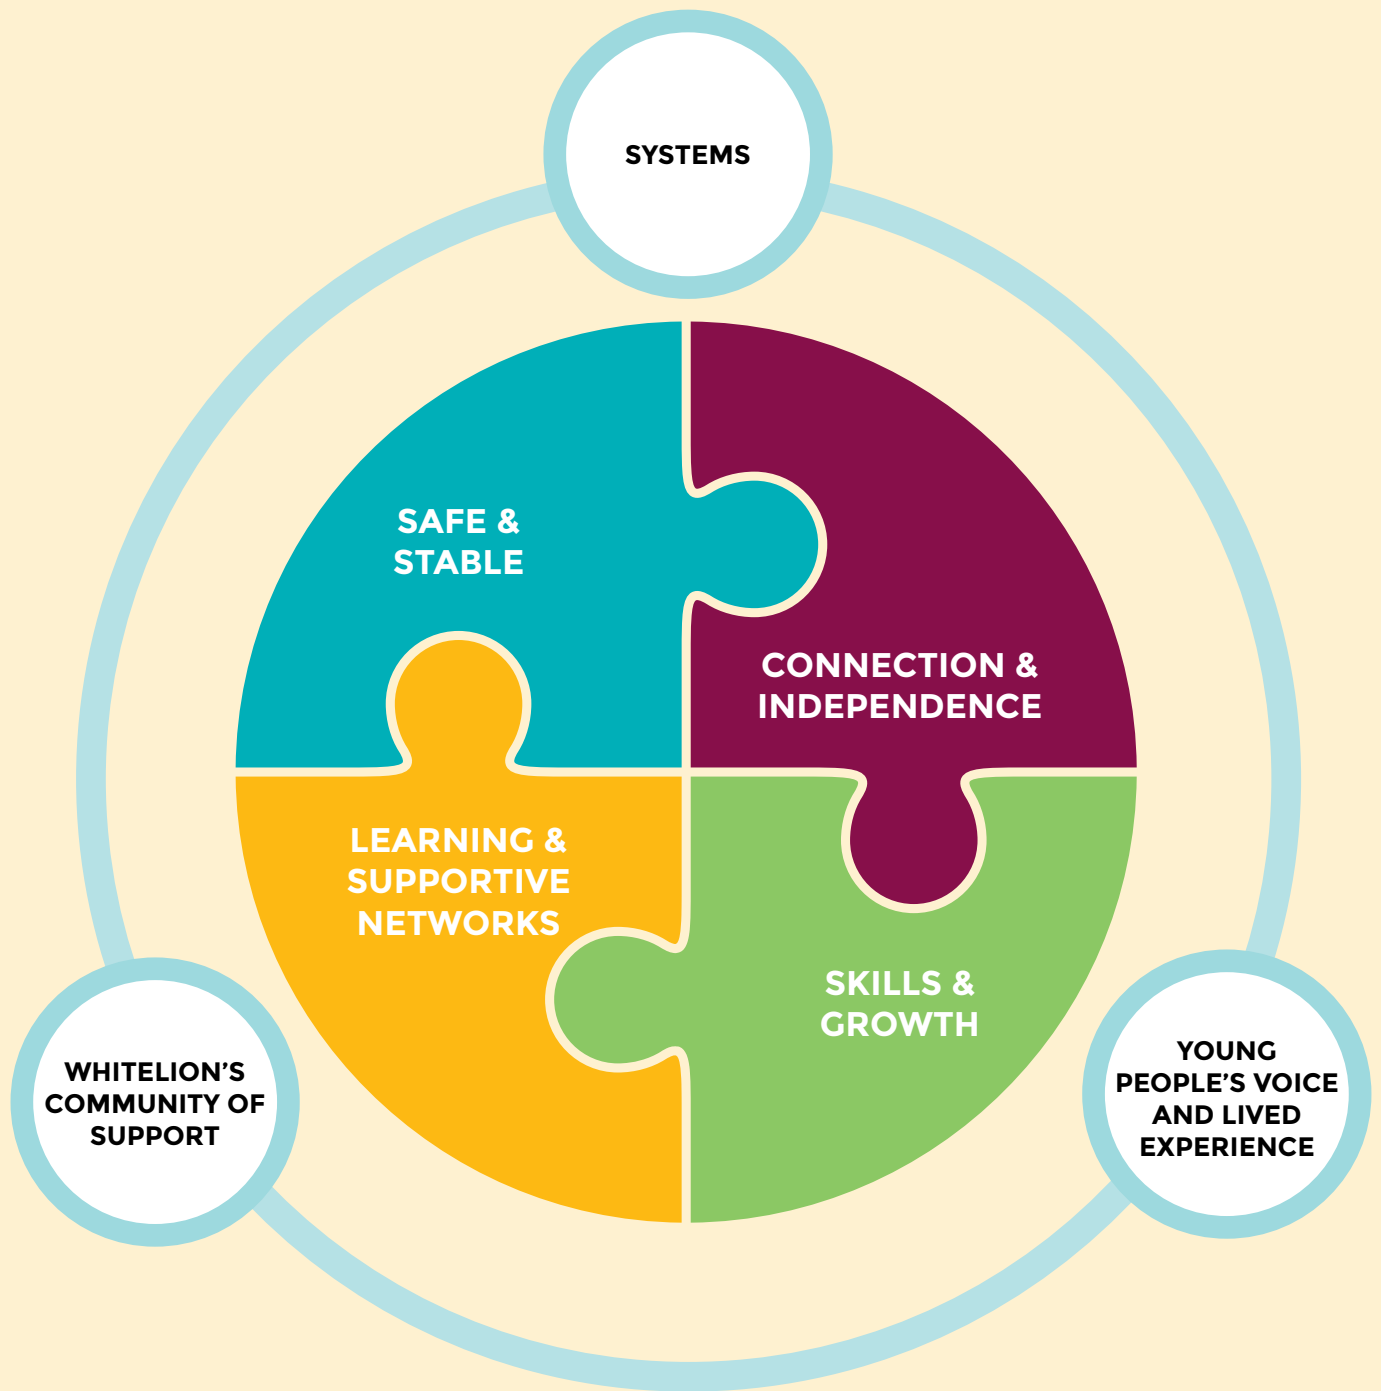 SYSTEMS
SAFE &
STABLE
CONNECTION &
INDEPENDENCE
LEARNING &
SUPPORTIVE
NETWORKS
SKILLS &
GROWTH
WHITELION’S
COMMUNITY OF
SUPPORT
YOUNG
PEOPLE’S VOICE
AND LIVED
EXPERIENCE